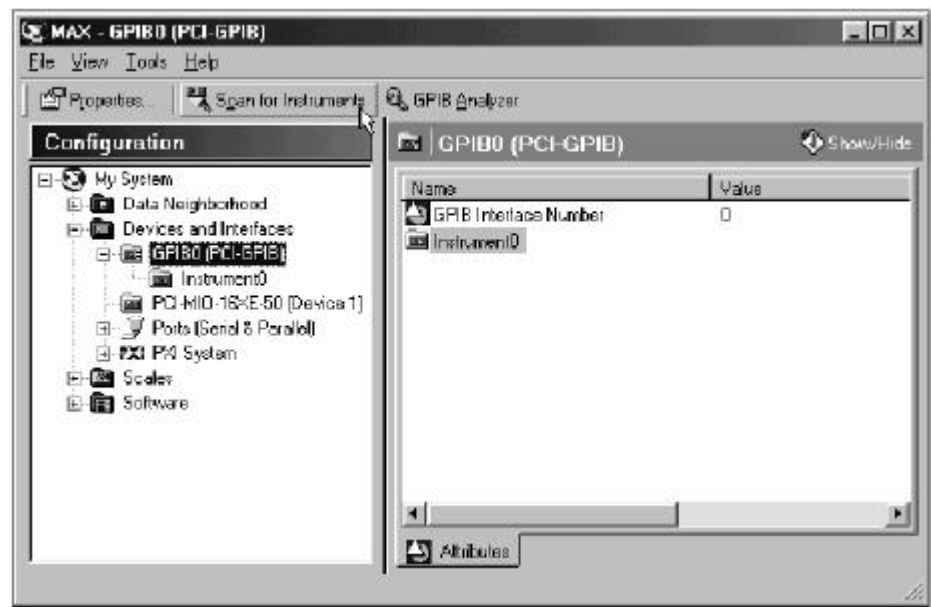 MAX - GPIB0 (PCI-GPIB)
File View Tools Help
Properties... Scan for Instruments GPIB Analyzer
Configuration
GPIB0 (PCI-GPIB) Show/Hide
My System
Data Neighborhood
Devices and Interfaces
GPIB0 (PCI-GPIB)
Instrument0
PCI-MIO-16XE-50 (Device 1)
Ports (Serial & Parallel)
PXI PXI System
Scales
Software
Name Value
GPIB Interface Number 0
Instrument0
Attributes